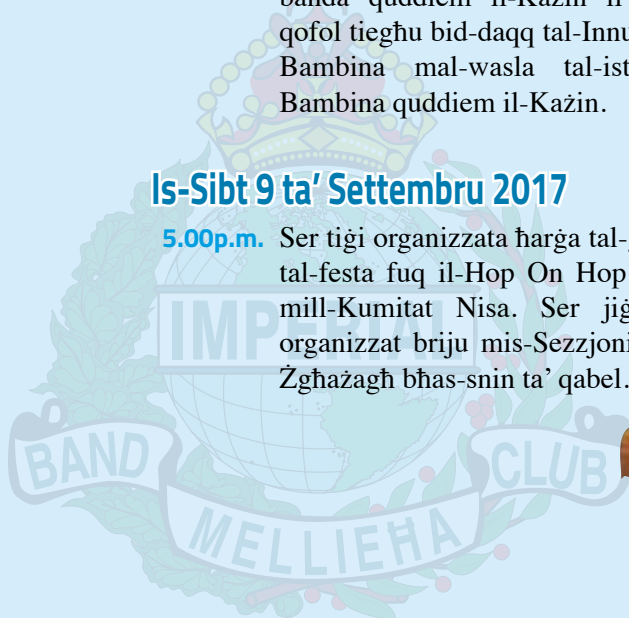 banda quddiem il-Każin il
qofol tiegħu bid-daqq tal-Innu
Bambina mal-wasla tal-ist
Bambina quddiem il-Każin.
Is-Sibt 9 ta' Settembru 2017
5.00p.m. Ser tiġi organizzata ħarġa tal-
tal-festa fuq il-Hop On Hop
mill-Kumitat Nisa. Ser jiġ
organizzat briju mis-Sezzjoni
Żgħażagħ bħas-snin ta' qabel.
IMPERIAL
BAND CLUB
MELLIEĦA